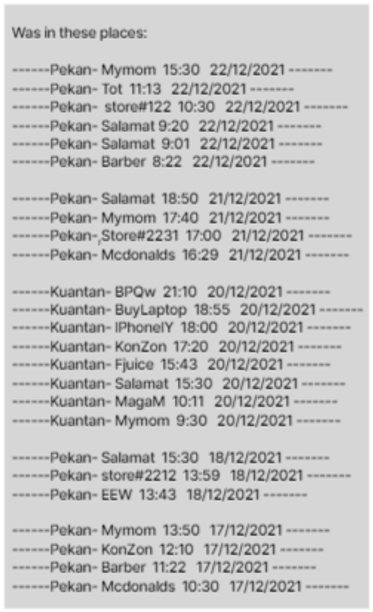 Was in these places:
------Pekan- Mymom 15:30 22/12/2021 -------
------Pekan- Tot 11:13 22/12/2021 -------
------Pekan- store#122 10:30 22/12/2021 -------
------Pekan- Salamat 9:20 22/12/2021 -------
------Pekan- Salamat 9:01 22/12/2021 -------
------Pekan- Barber 8:22 22/12/2021 -------
------Pekan- Salamat 18:50 21/12/2021 -------
------Pekan- Mymom 17:40 21/12/2021 -------
------Pekan-,Store#2231 17:00 21/12/2021 -------
------Pekan- Mcdonalds 16:29 21/12/2021 -------
------Kuantan- BPQw 21:10 20/12/2021 -------
------Kuantan- BuyLaptop 18:55 20/12/2021 -------
------Kuantan- IPhonelY 18:00 20/12/2021 -------
------Kuantan- KonZon 17:20 20/12/2021 -------
------Kuantan- Fjuice 15:43 20/12/2021 -------
------Kuantan- Salamat 15:30 20/12/2021 -------
------Kuantan- MagaM 10:11 20/12/2021 -------
------Kuantan- Mymom 9:30 20/12/2021 -------
------Pekan- Salamat 15:30 18/12/2021 -------
------Pekan- store#2212 13:59 18/12/2021 -------
------Pekan- EEW 13:43 18/12/2021 -------
------Pekan- Mymom 13:50 17/12/2021 -------
------Pekan- KonZon 12:10 17/12/2021 -------
------Pekan- Barber 11:22 17/12/2021 -------
------Pekan- Mcdonalds 10:30 17/12/2021 -------